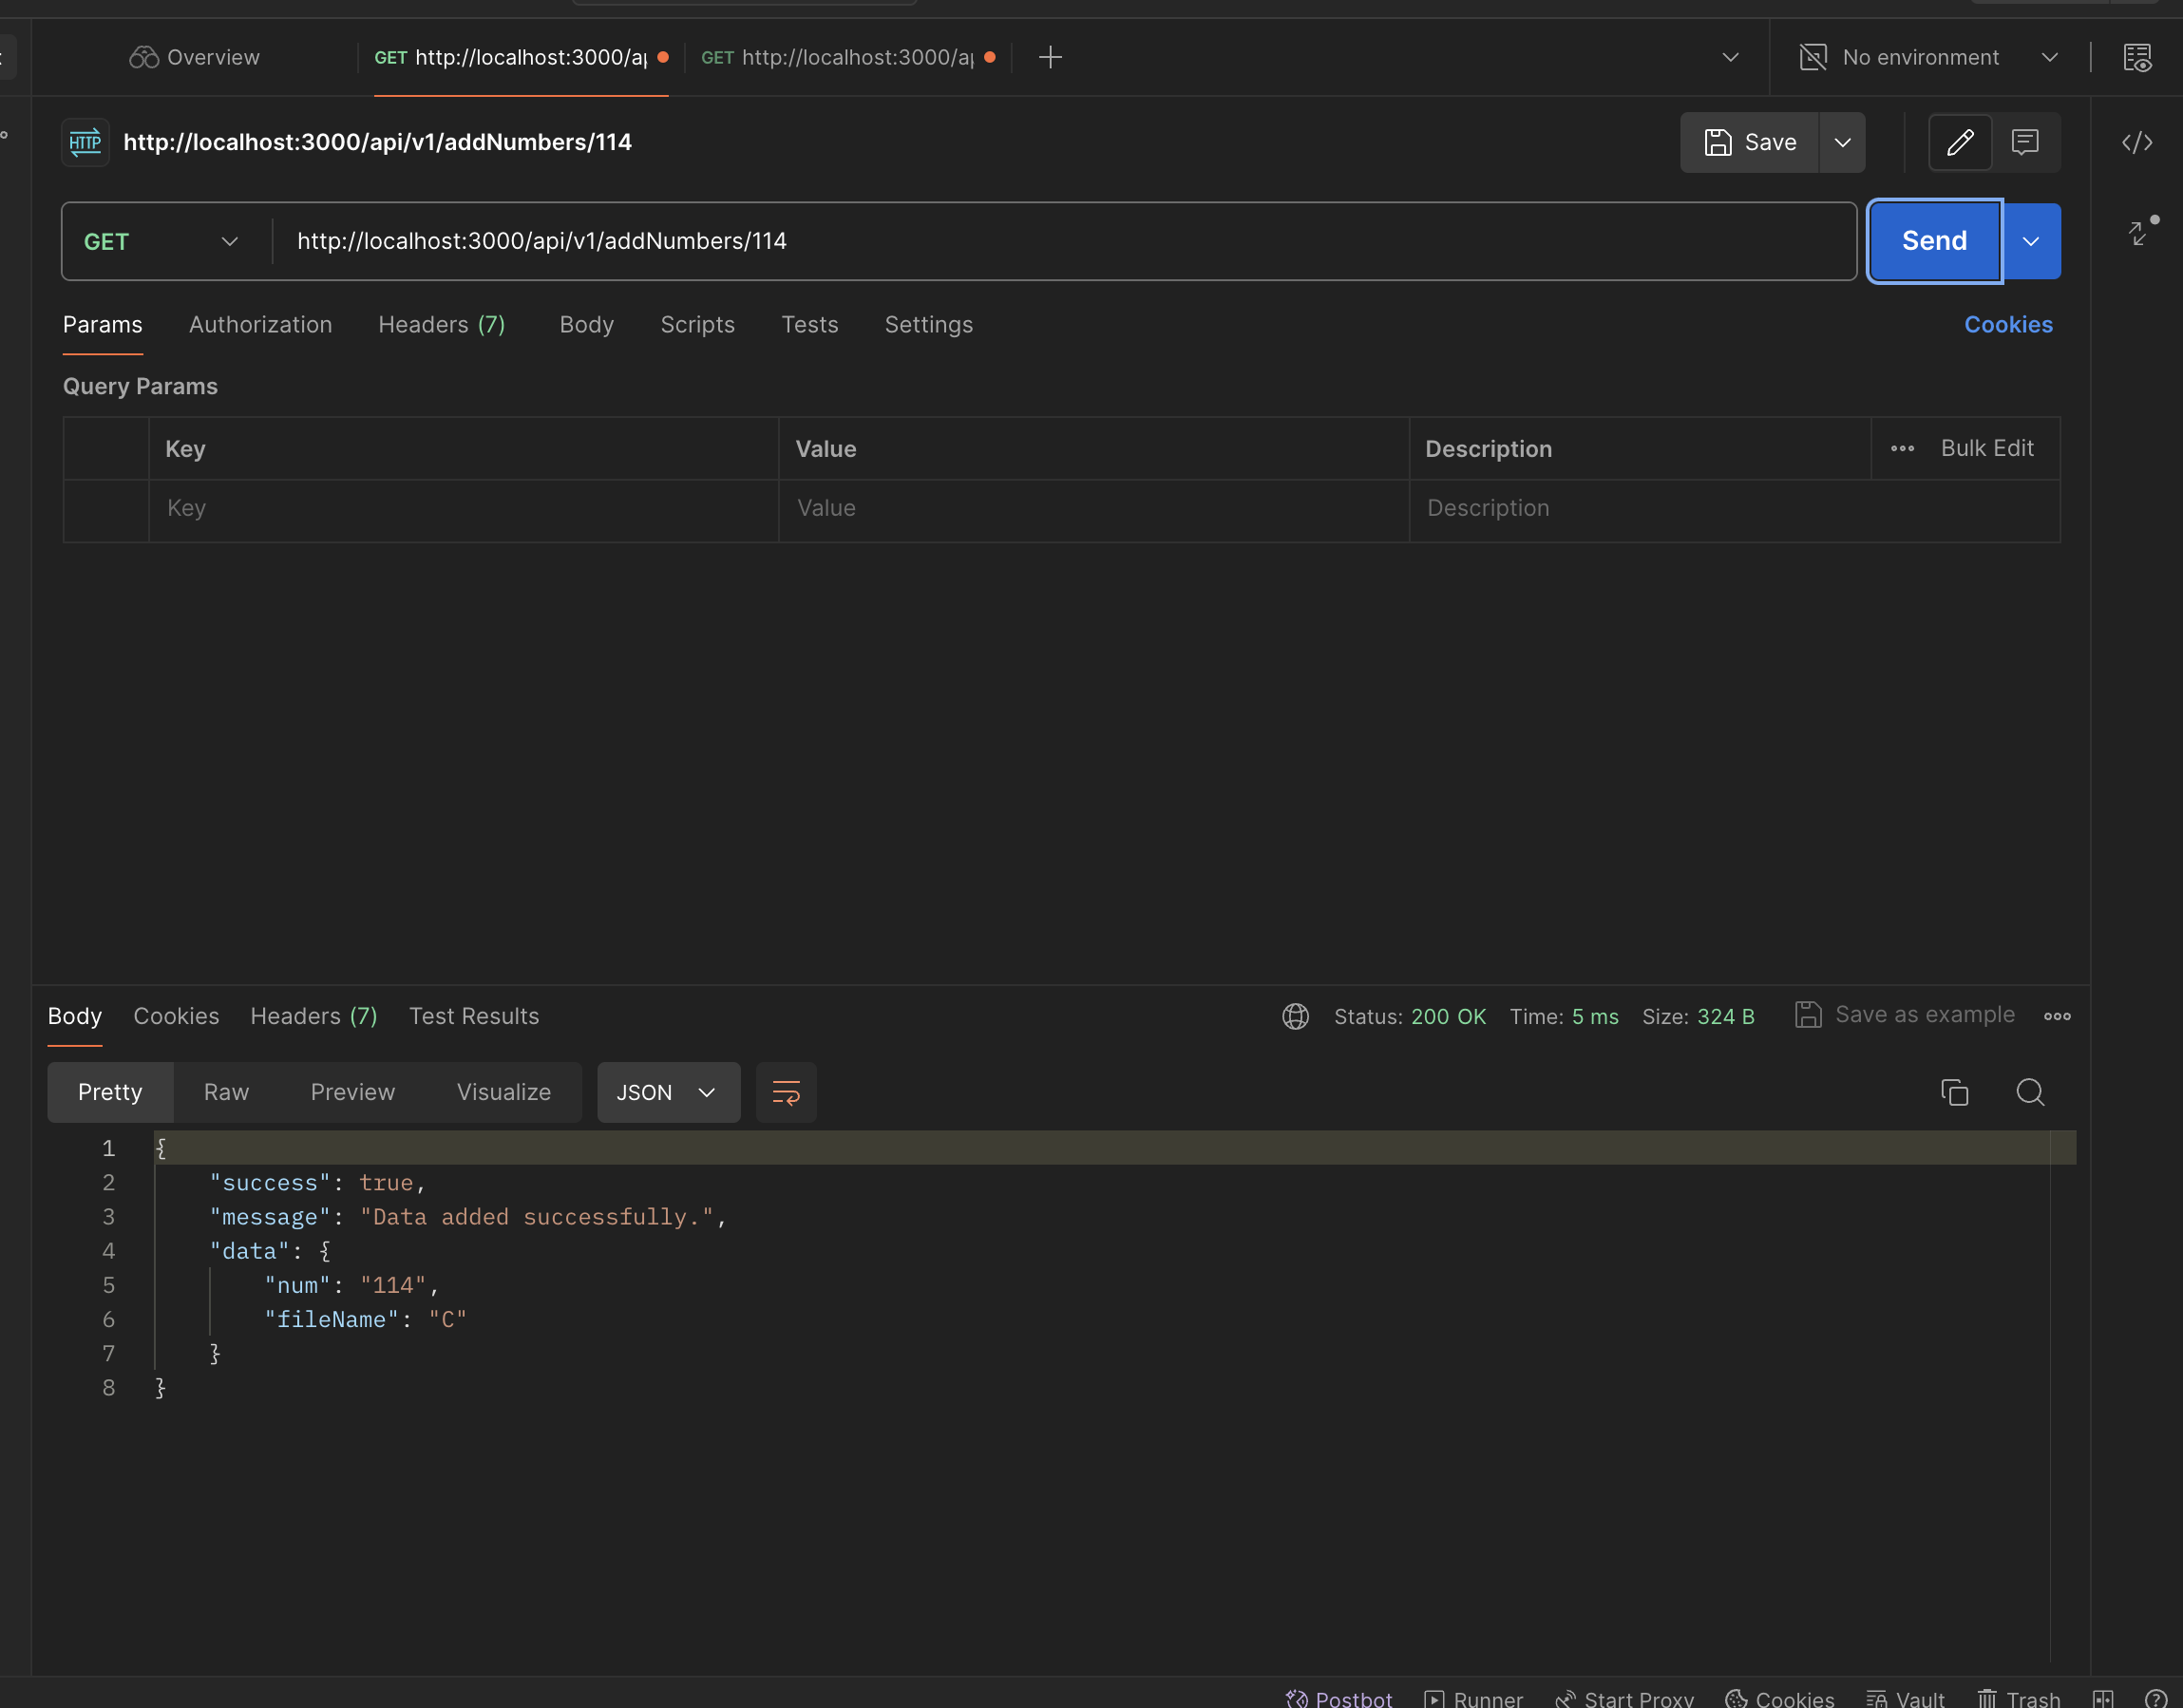 Overview
GET http://localhost:3000/a
GET http://localhost:3000/a
No environment
HTTP http://localhost:3000/api/v1/addNumbers/114
Save
GET http://localhost:3000/api/v1/addNumbers/114
Send
Params Authorization Headers (7) Body Scripts Tests Settings Cookies
Query Params
Key Value Description Bulk Edit
Key Value Description
Body Cookies Headers (7) Test Results Status: 200 OK Time: 5 ms Size: 324 B Save as example
Pretty Raw Preview Visualize JSON
1 {
2 "success": true,
3 "message": "Data added successfully.",
4 "data": {
5 "num": "114",
6 "fileName": "C"
7 }
8 }
Postbot Runner Start Proxy Cookies Vault Trash